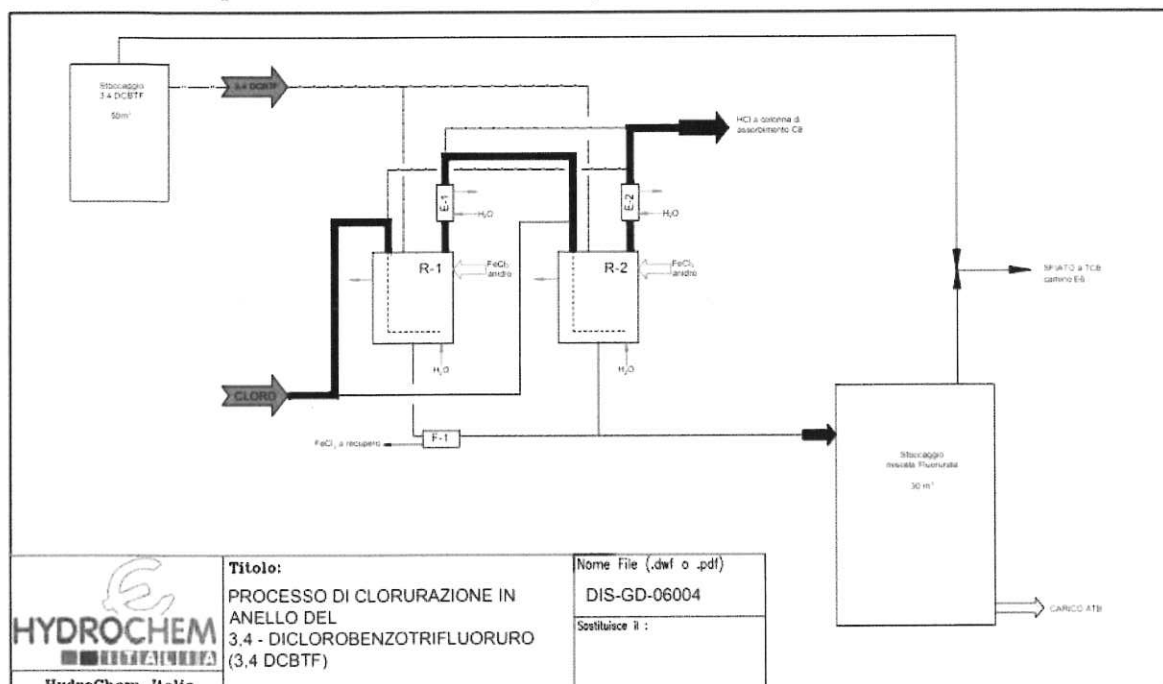 Stoccaggio
3.4 DCBTF
50m³
3.4 DCBTF
HCl a colonna di
assorbimento C8
E-1
H₂O
E-2
H₂O
R-1
FeCl₃
anidro
R-2
FeCl₃
anidro
SFIATO a TCB
camino E6
H₂O
H₂O
CLORO
FeCl₃ a recupero
F-1
Stoccaggio
miscela Fluorurata
30 m³
CARICO ATB
HYDROCHEM
ITALIA
HydroChem Italia
Titolo:
PROCESSO DI CLORURAZIONE IN
ANELLO DEL
3,4 - DICLOROBENZOTRIFLUORURO
(3,4 DCBTF)
Nome File (.dwf o .pdf)
DIS-GD-06004
Sostituisce il :